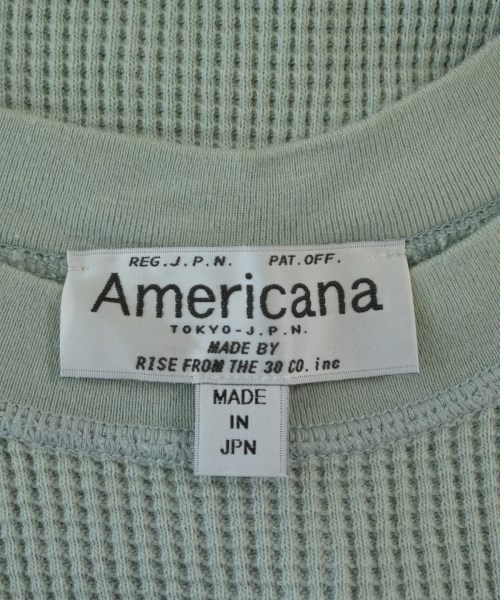 REG.J.P.N. PAT.OFF.
Americana
TOKYO-J.P.N.
MADE BY
RISE FROM THE 30 CO. inc
MADE
IN
JPN